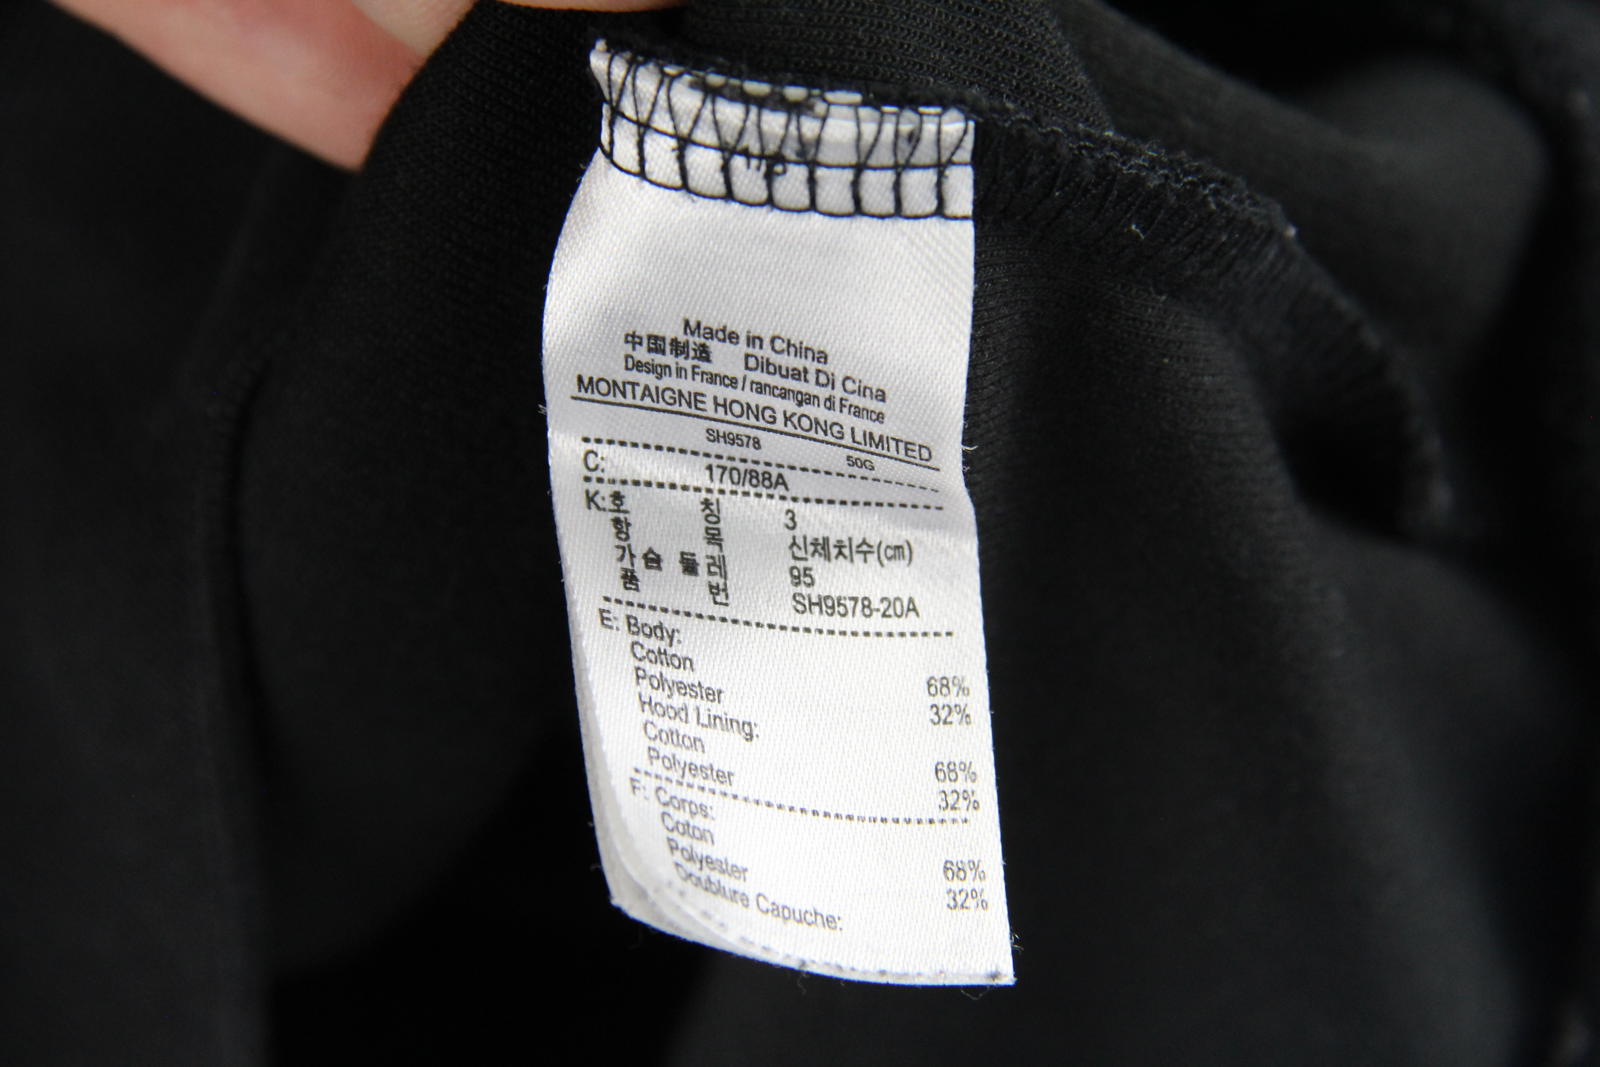 Made in China
中国制造 Dibuat Di Cina
Design in France / rancangan di France
MONTAIGNE HONG KONG LIMITED
SH9578 50G
C: 170/88A
K:호 칭 3
항 목 신체치수(cm)
가슴 둘레 95
품 번 SH9578-20A
E: Body:
Cotton 68%
Polyester 32%
Hood Lining:
Cotton 68%
Polyester 32%
F: Corps:
Coton 68%
Polyester 32%
Doublure Capuche: